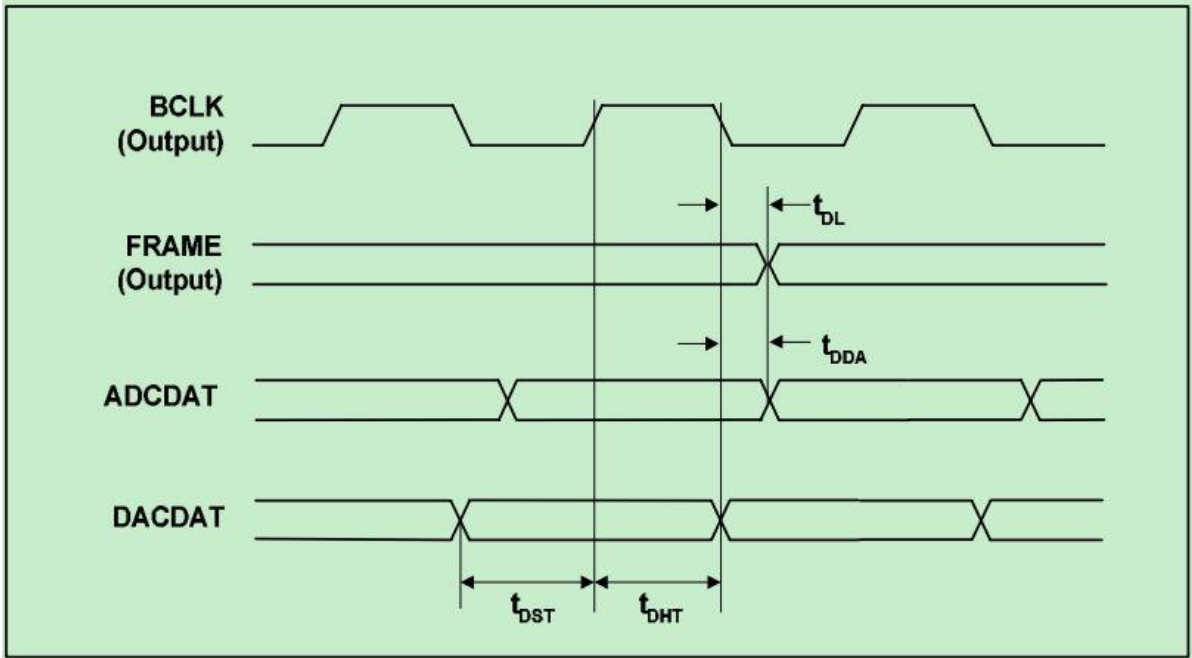 BCLK
(Output)
tDL
FRAME
(Output)
tDDA
ADCDAT
DACDAT
tDST
tDHT